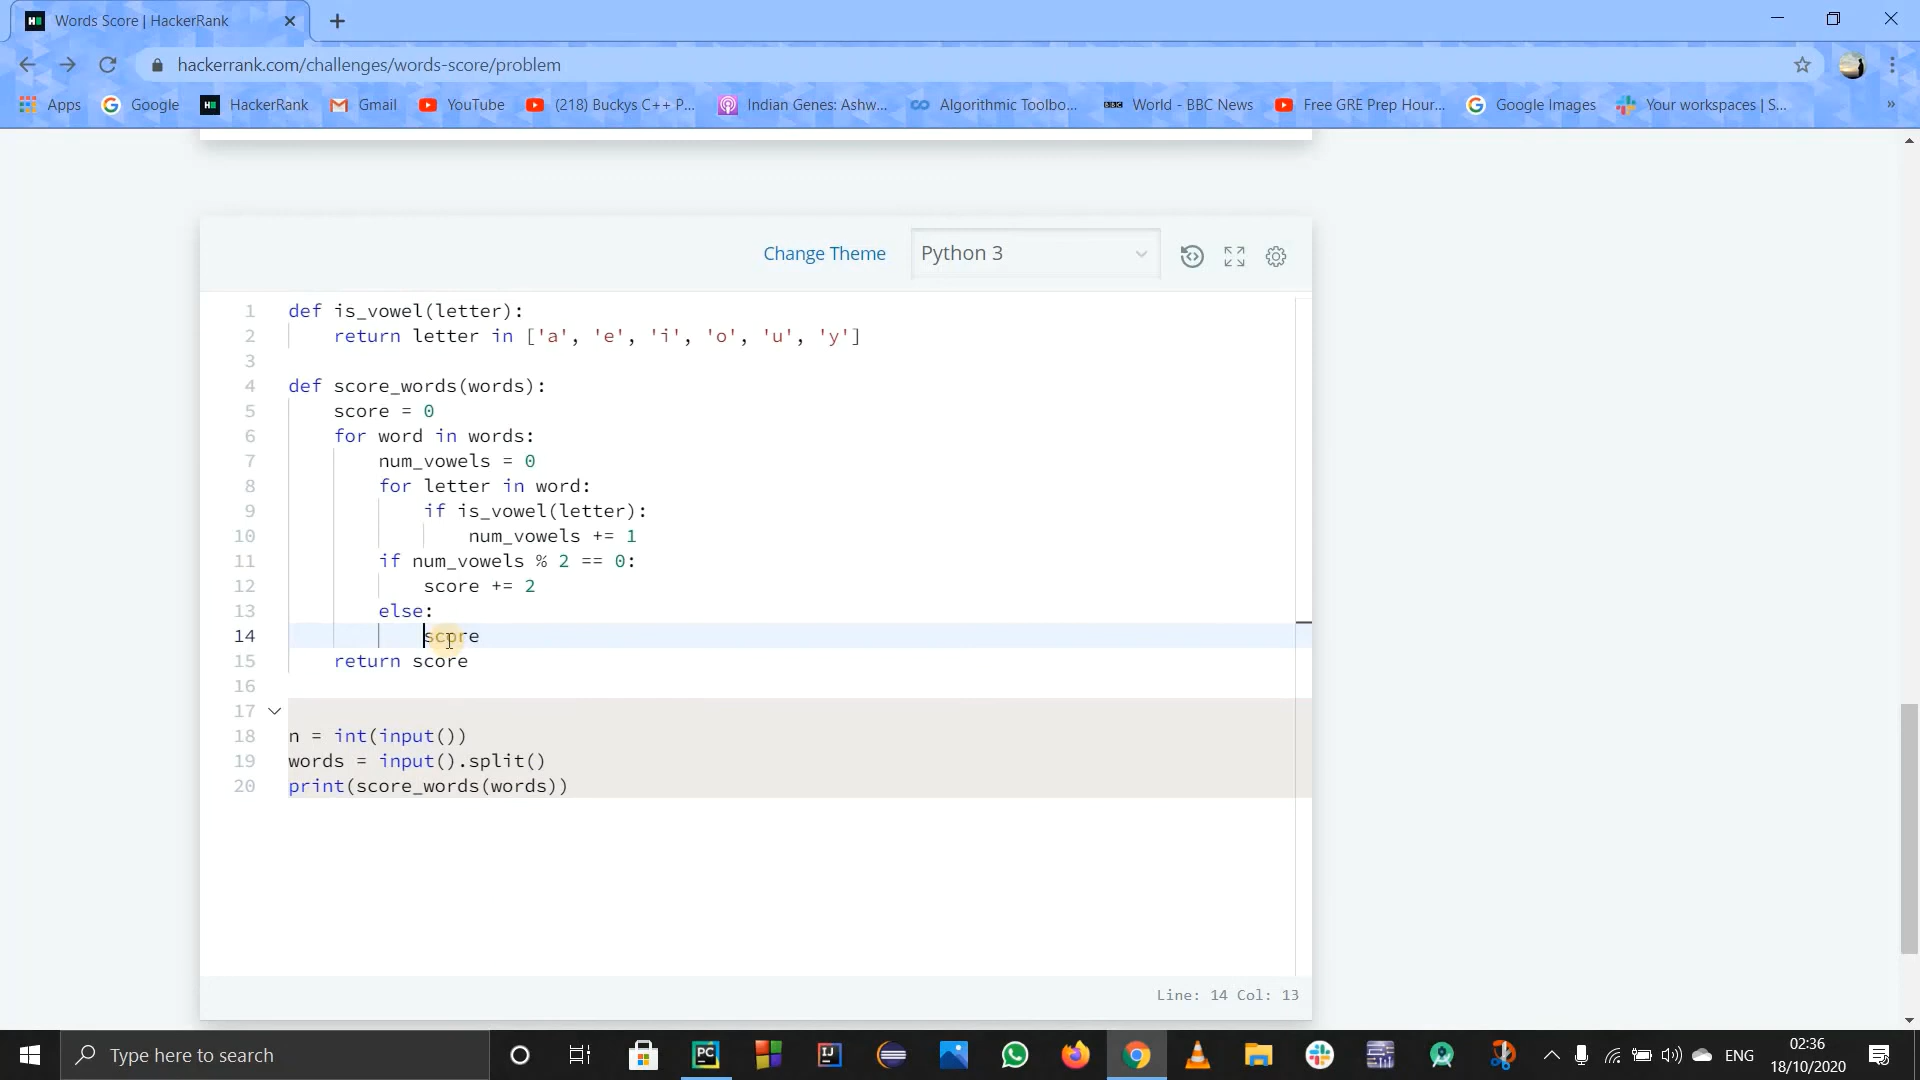 Words Score | HackerRank
hackerrank.com/challenges/words-score/problem
Apps Google HackerRank Gmail YouTube (218) Buckys C++ P... Indian Genes: Ashw... Algorithmic Toolbo... BBC World - BBC News Free GRE Prep Hour... Google Images Your workspaces | S... »
Change Theme Python 3
1 def is_vowel(letter):
2 return letter in ['a', 'e', 'i', 'o', 'u', 'y']
3
4 def score_words(words):
5 score = 0
6 for word in words:
7 num_vowels = 0
8 for letter in word:
9 if is_vowel(letter):
10 num_vowels += 1
11 if num_vowels % 2 == 0:
12 score += 2
13 else:
14 score
15 return score
16
17
18 n = int(input())
19 words = input().split()
20 print(score_words(words))
Line: 14 Col: 13
Type here to search
PC
IJ
ENG
02:36
18/10/2020